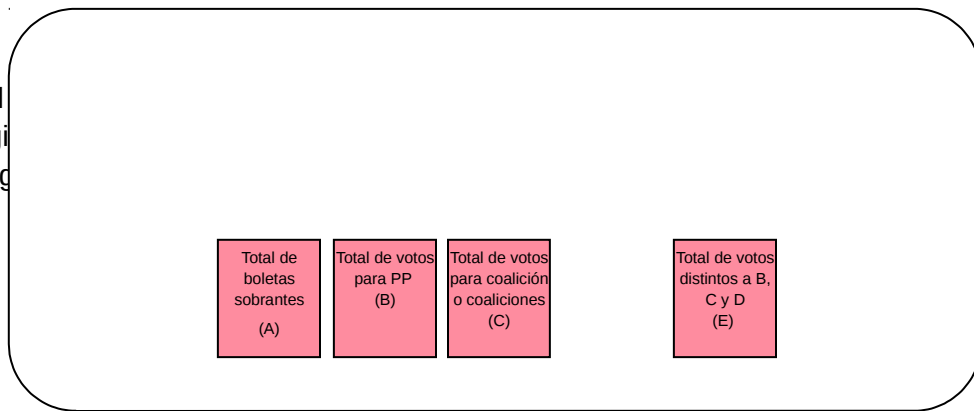 Total de
boletas
sobrantes
(A)
Total de votos
para PP
(B)
Total de votos
para coalición
o coaliciones
(C)
Total de votos
distintos a B,
C y D
(E)